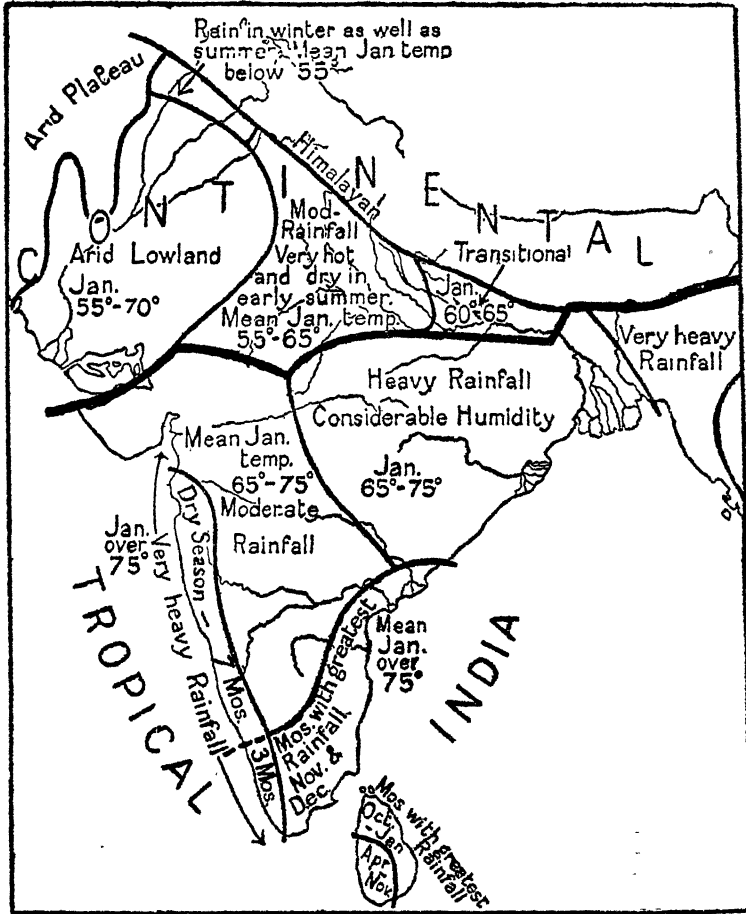 Rain in winter as well as
summer. Mean Jan temp
below 55°
Arid Plateau
Himalayan
CONTINENTAL
Arid Lowland
Jan.
55°-70°
Mod-
Rainfall
Very hot
and dry in
early summer.
Mean Jan. temp.
55°-65°
Transitional
Jan.
60°-65°
Very heavy
Rainfall
Heavy Rainfall
Considerable Humidity
Jan.
65°-75°
Mean Jan.
temp.
65°-75°
Moderate
Rainfall
Jan.
over
75°
Very heavy Rainfall
Dry Season - 7 Mos.
3 Mos.
Mos. with greatest
Rainfall,
Nov. &
Dec.
Mean
Jan.
over
75°
TROPICAL
INDIA
Mos. with greatest
Rainfall
Oct.
-Jan
Apr
-
Nov.